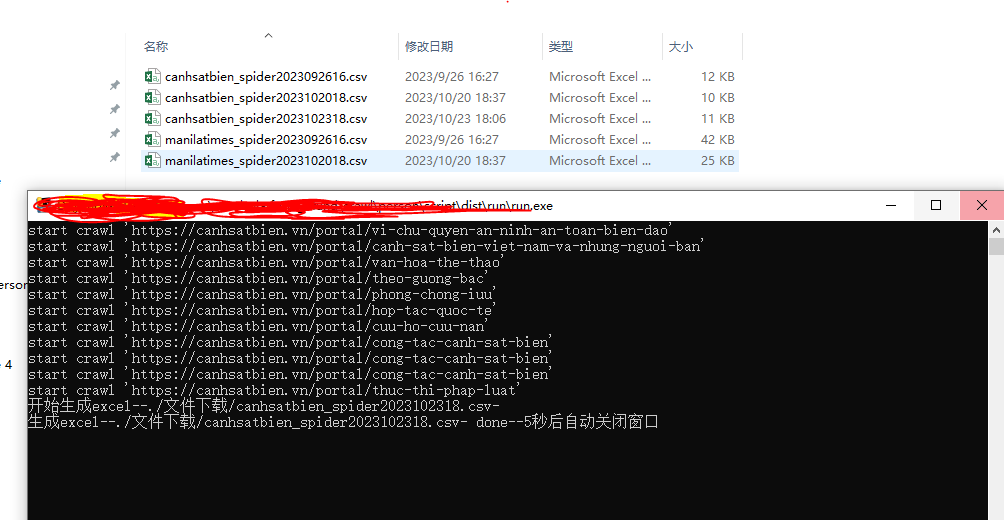 名称 修改日期 类型 大小
canhsatbien_spider2023092616.csv 2023/9/26 16:27 Microsoft Excel ... 12 KB
canhsatbien_spider2023102018.csv 2023/10/20 18:37 Microsoft Excel ... 10 KB
canhsatbien_spider2023102318.csv 2023/10/23 18:06 Microsoft Excel ... 11 KB
manilatimes_spider2023092616.csv 2023/9/26 16:27 Microsoft Excel ... 42 KB
manilatimes_spider2023102018.csv 2023/10/20 18:37 Microsoft Excel ... 25 KB
\script\dist\run\run.exe
start crawl 'https://canhsatbien.vn/portal/vi-chu-quyen-an-ninh-an-toan-bien-dao'
start crawl 'https://canhsatbien.vn/portal/canh-sat-bien-viet-nam-va-nhung-nguoi-ban'
start crawl 'https://canhsatbien.vn/portal/van-hoa-the-thao'
start crawl 'https://canhsatbien.vn/portal/theo-guong-bac'
start crawl 'https://canhsatbien.vn/portal/phong-chong-iuu'
start crawl 'https://canhsatbien.vn/portal/hop-tac-quoc-te'
start crawl 'https://canhsatbien.vn/portal/cuu-ho-cuu-nan'
start crawl 'https://canhsatbien.vn/portal/cong-tac-canh-sat-bien'
start crawl 'https://canhsatbien.vn/portal/cong-tac-canh-sat-bien'
start crawl 'https://canhsatbien.vn/portal/cong-tac-canh-sat-bien'
start crawl 'https://canhsatbien.vn/portal/thuc-thi-phap-luat'
开始生成excel--./文件下载/canhsatbien_spider2023102318.csv-
生成excel--./文件下载/canhsatbien_spider2023102318.csv- done--5秒后自动关闭窗口
erson
4